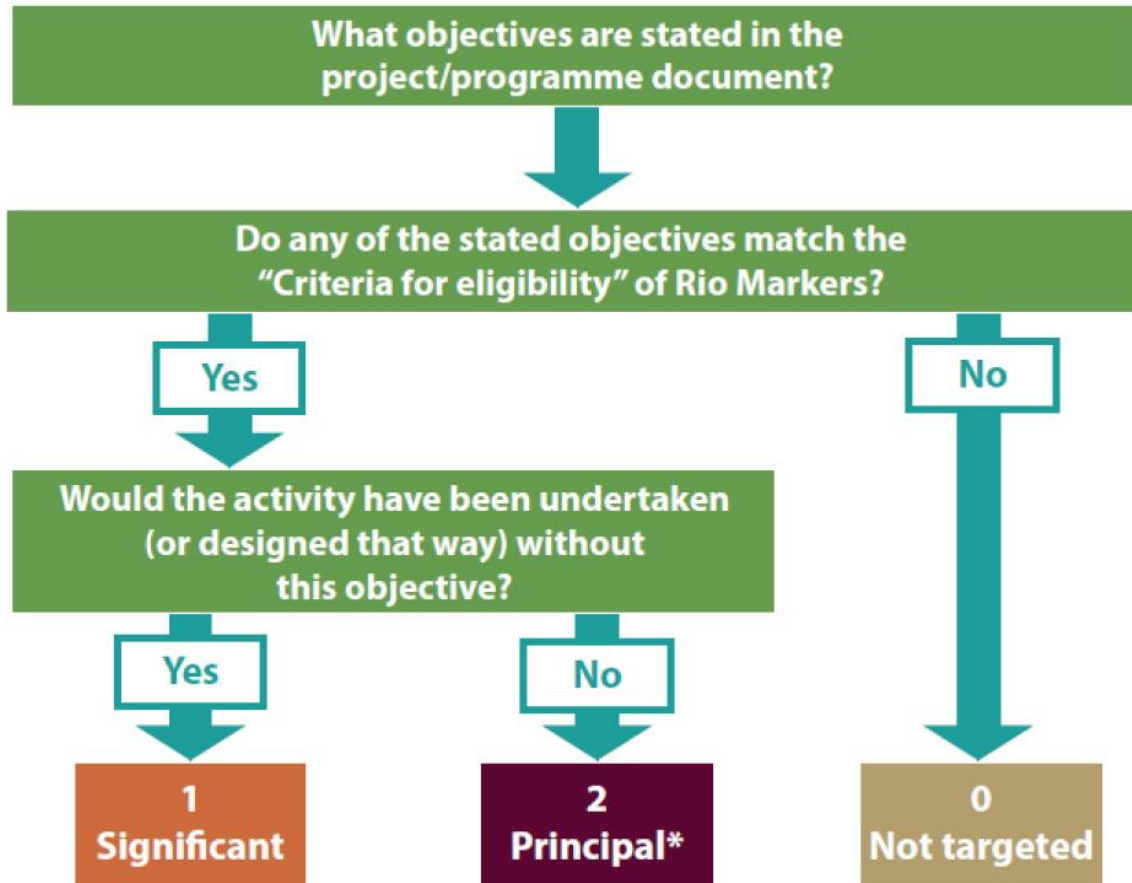 What objectives are stated in the
project/programme document?
Do any of the stated objectives match the
“Criteria for eligibility” of Rio Markers?
Yes
No
Would the activity have been undertaken
(or designed that way) without
this objective?
Yes
No
1
Significant
2
Principal*
0
Not targeted